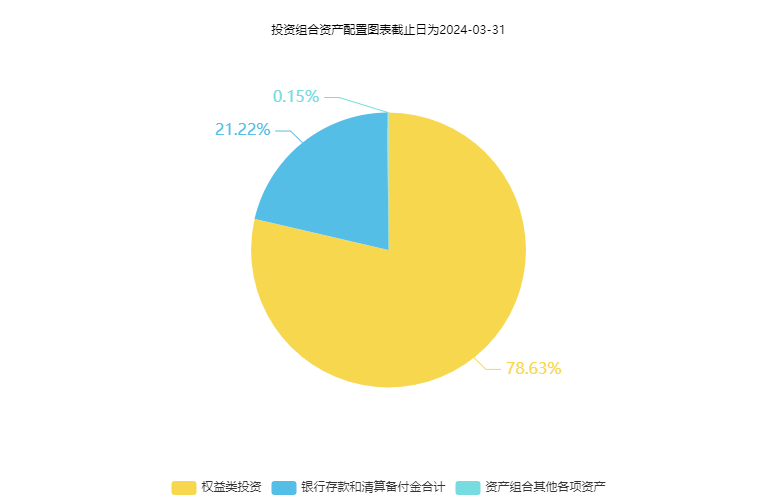 投资组合资产配置图表截止日为2024-03-31
0.15%
21.22%
78.63%
权益类投资 银行存款和清算备付金合计 资产组合其他各项资产